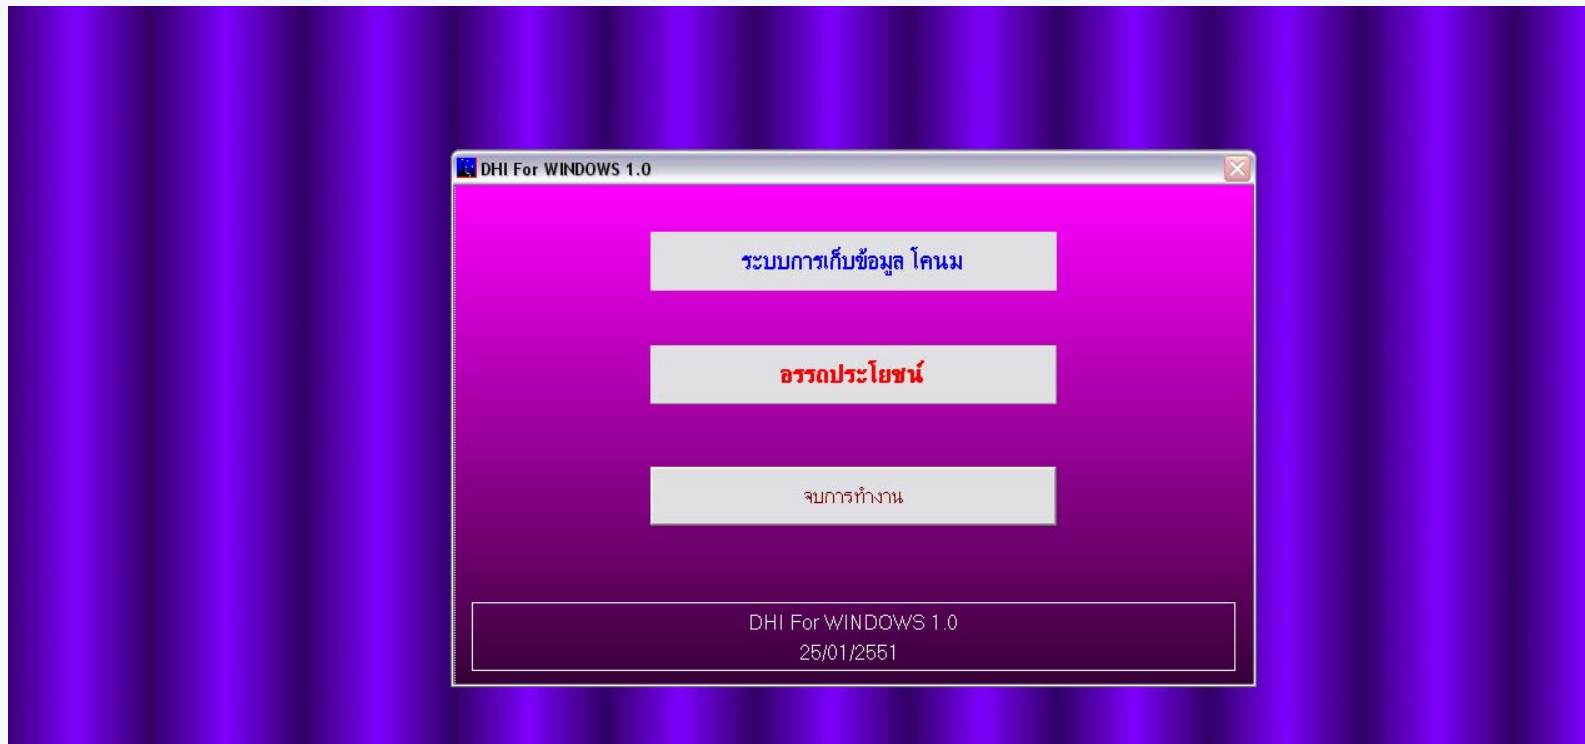 DHI For WINDOWS 1.0
ระบบการเก็บข้อมูล โคนม
อรรถประโยชน์
จบการทำงาน
DHI For WINDOWS 1.0
25/01/2551